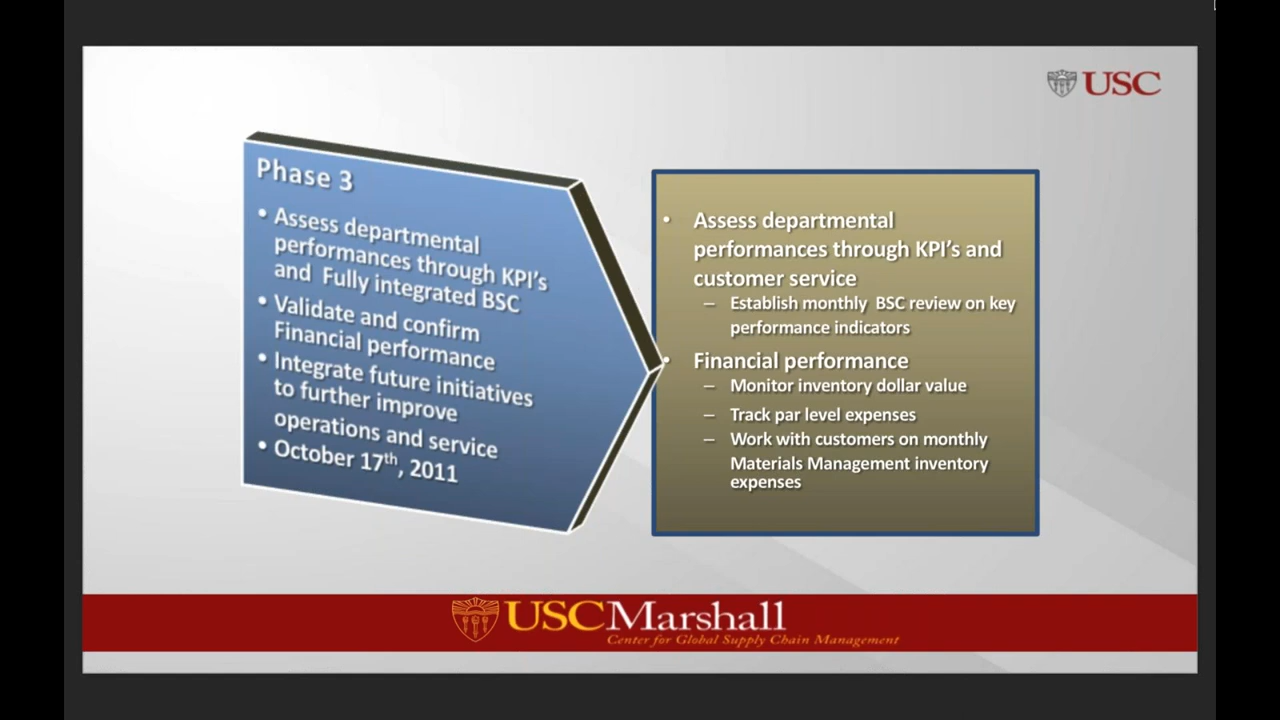 USC
Phase 3
• Assess departmental
performances through KPI's
and Fully integrated BSC
• Validate and confirm
Financial performance
• Integrate future initiatives
to further improve
operations and service
• October 17th, 2011
• Assess departmental
performances through KPI's and
customer service
– Establish monthly BSC review on key
performance indicators
• Financial performance
– Monitor inventory dollar value
– Track par level expenses
– Work with customers on monthly
Materials Management inventory
expenses
USC Marshall
Center for Global Supply Chain Management